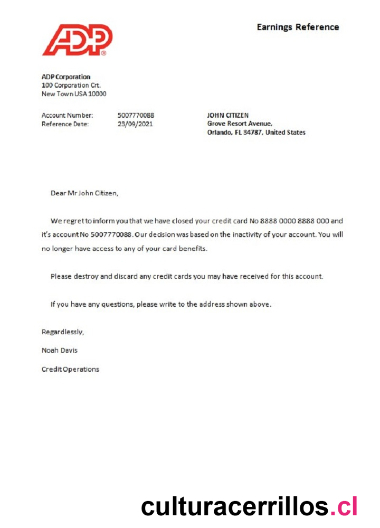 Earnings Reference
ADP
ADP Corporation
100 Corporation Crt.
New Town USA 10000
Account Number: 5007770088
Reference Date: 23/09/2021
JOHN CITIZEN
Grove Resort Avenue,
Orlando, FL 34787, United States
Dear Mr John Citizen,
We regret to inform you that we have closed your credit card No 8888 0000 8888 000 and
it's account No 5007770088. Our decision was based on the inactivity of your account. You will
no longer have access to any of your card benefits.
Please destroy and discard any credit cards you may have received for this account.
If you have any questions, please write to the address shown above.
Regardlessly,
Noah Davis
Credit Operations
culturacerrillos.cl